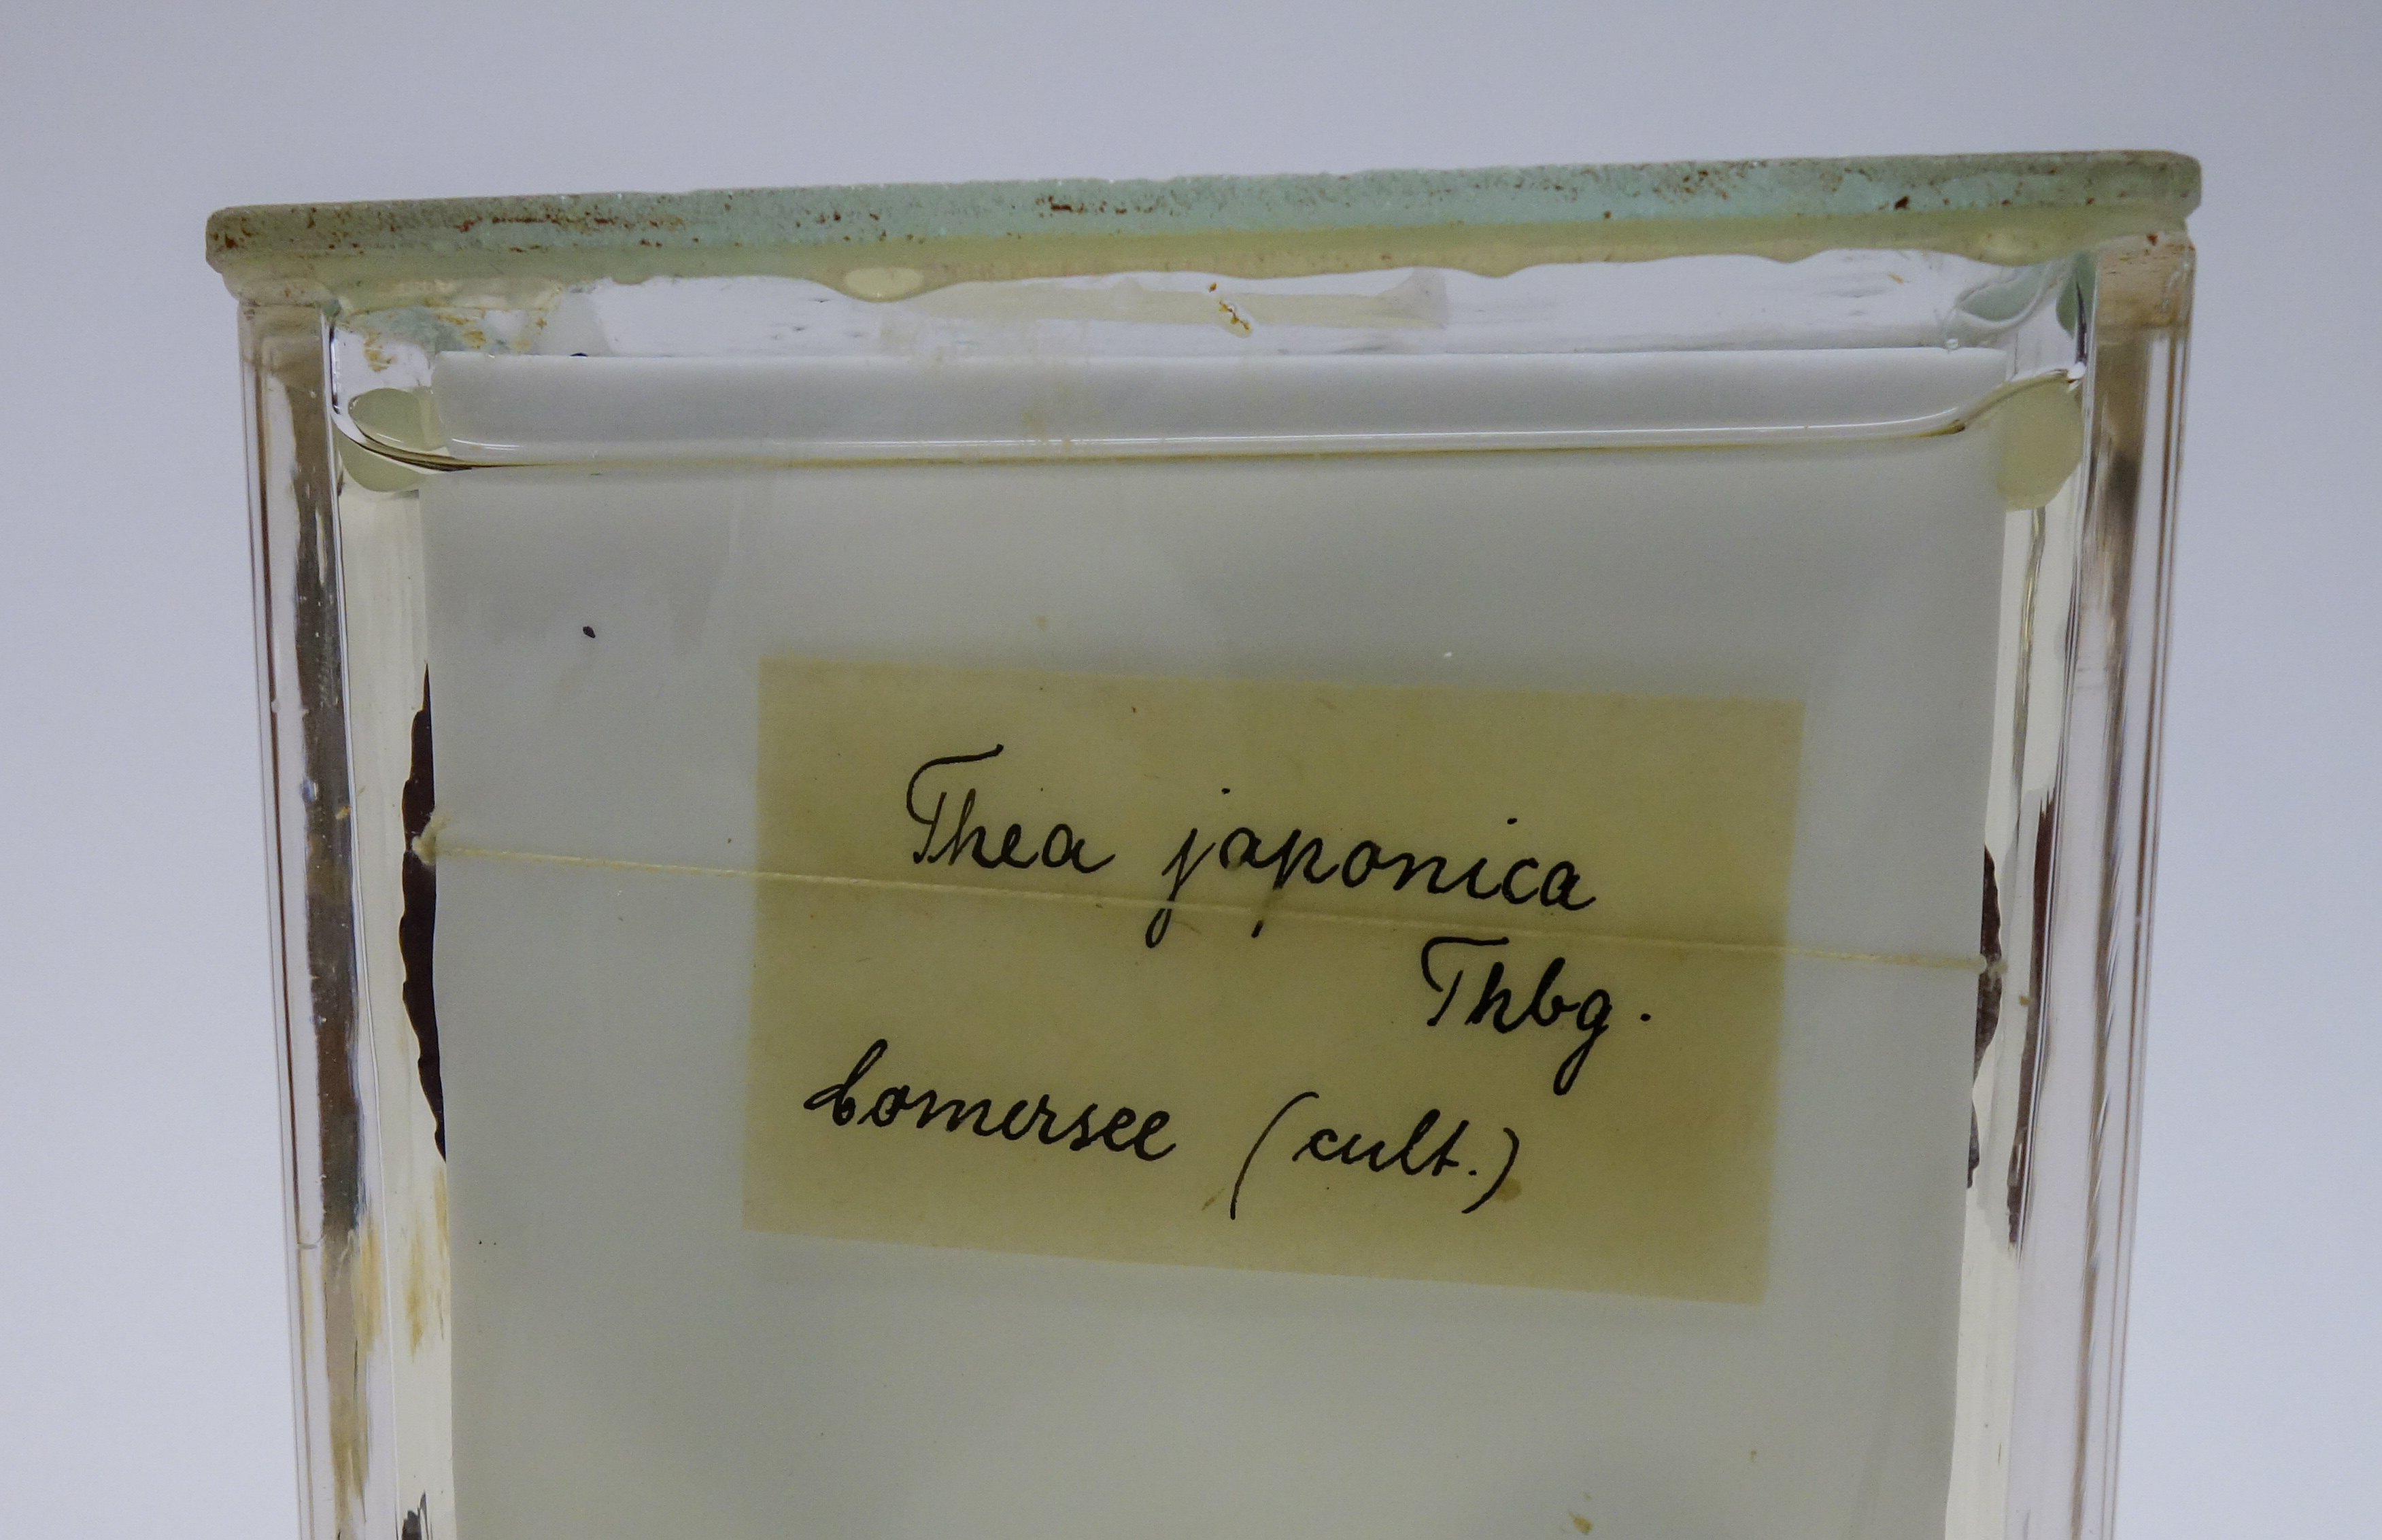 Thea japonica
Thbg.
Comersee (cult.)